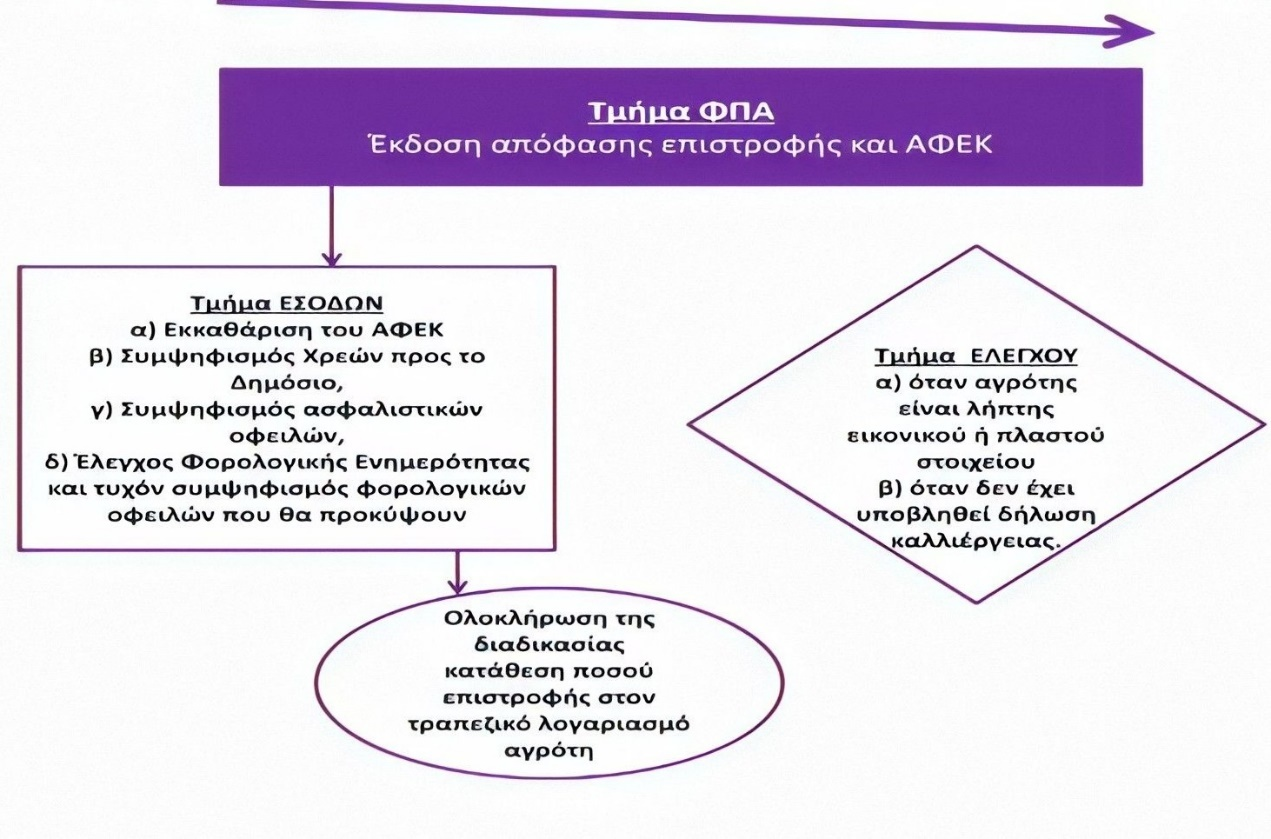 Τμήμα ΦΠΑ
Έκδοση απόφασης επιστροφής και ΑΦΕΚ
Τμήμα ΕΣΟΔΩΝ
α) Εκκαθάριση του ΑΦΕΚ
β) Συμψηφισμός Χρεών προς το
Δημόσιο,
γ) Συμψηφισμός ασφαλιστικών
οφειλών,
δ) Έλεγχος Φορολογικής Ενημερότητας
και τυχόν συμψηφισμός φορολογικών
οφειλών που θα προκύψουν
Τμήμα ΕΛΕΓΧΟΥ
α) όταν αγρότης
είναι λήπτης
εικονικού ή πλαστού
στοιχείου
β) όταν δεν έχει
υποβληθεί δήλωση
καλλιέργειας.
Ολοκλήρωση της
διαδικασίας
κατάθεση ποσού
επιστροφής στον
τραπεζικό λογαριασμό
αγρότη